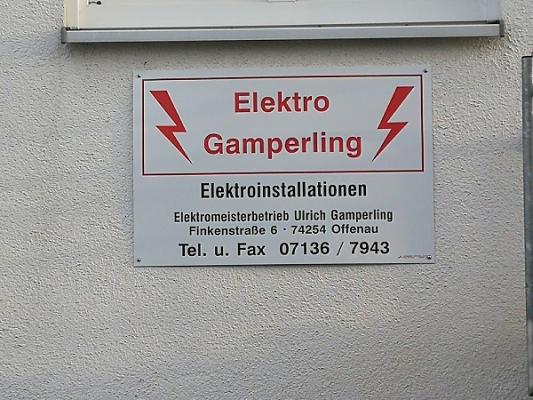 Elektro
Gamperling
Elektroinstallationen
Elektromeisterbetrieb Ulrich Gamperling
Finkenstraße 6 · 74254 Offenau
Tel. u. Fax 07136 / 7943